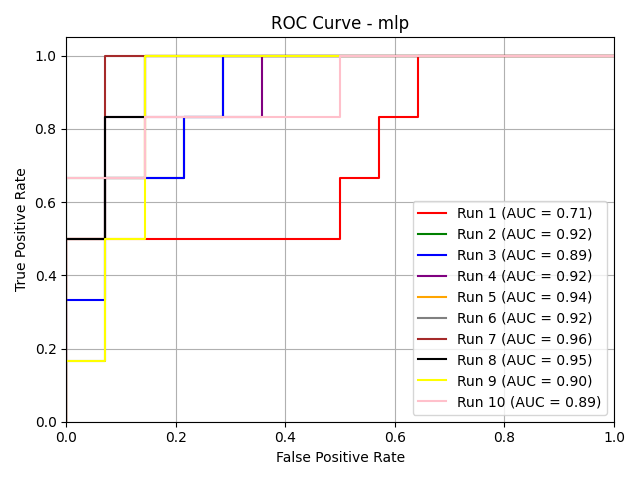 ROC Curve - mlp
True Positive Rate
1.0
0.8
0.6
0.4
0.2
0.0
Run 1 (AUC = 0.71)
Run 2 (AUC = 0.92)
Run 3 (AUC = 0.89)
Run 4 (AUC = 0.92)
Run 5 (AUC = 0.94)
Run 6 (AUC = 0.92)
Run 7 (AUC = 0.96)
Run 8 (AUC = 0.95)
Run 9 (AUC = 0.90)
Run 10 (AUC = 0.89)
0.0 0.2 0.4 0.6 0.8 1.0
False Positive Rate